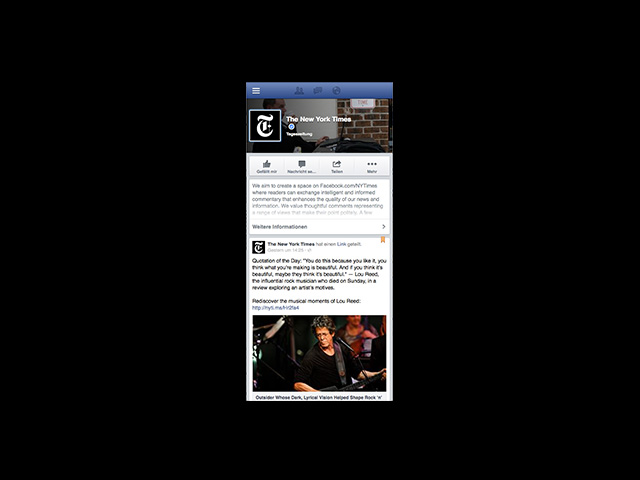 TIME
T
The New York Times
Tageszeitung
Gefällt mir
Nachricht se...
Teilen
Mehr
We aim to create a space on Facebook.com/NYTimes
where readers can exchange intelligent and informed
commentary that enhances the quality of our news and
information. We value thoughtful comments representing
a range of views that make their point politely. A few
Weitere Informationen
The New York Times hat einen Link geteilt.
Gestern um 14:25
Quotation of the Day: "You do this because you like it, you
think what you're making is beautiful. And if you think it's
beautiful, maybe they think it's beautiful." — Lou Reed,
the influential rock musician who died on Sunday, in a
review exploring an artist's motives.
Rediscover the musical moments of Lou Reed:
Outsider Whose Dark, Lyrical Vision Helped Shape Rock 'n'